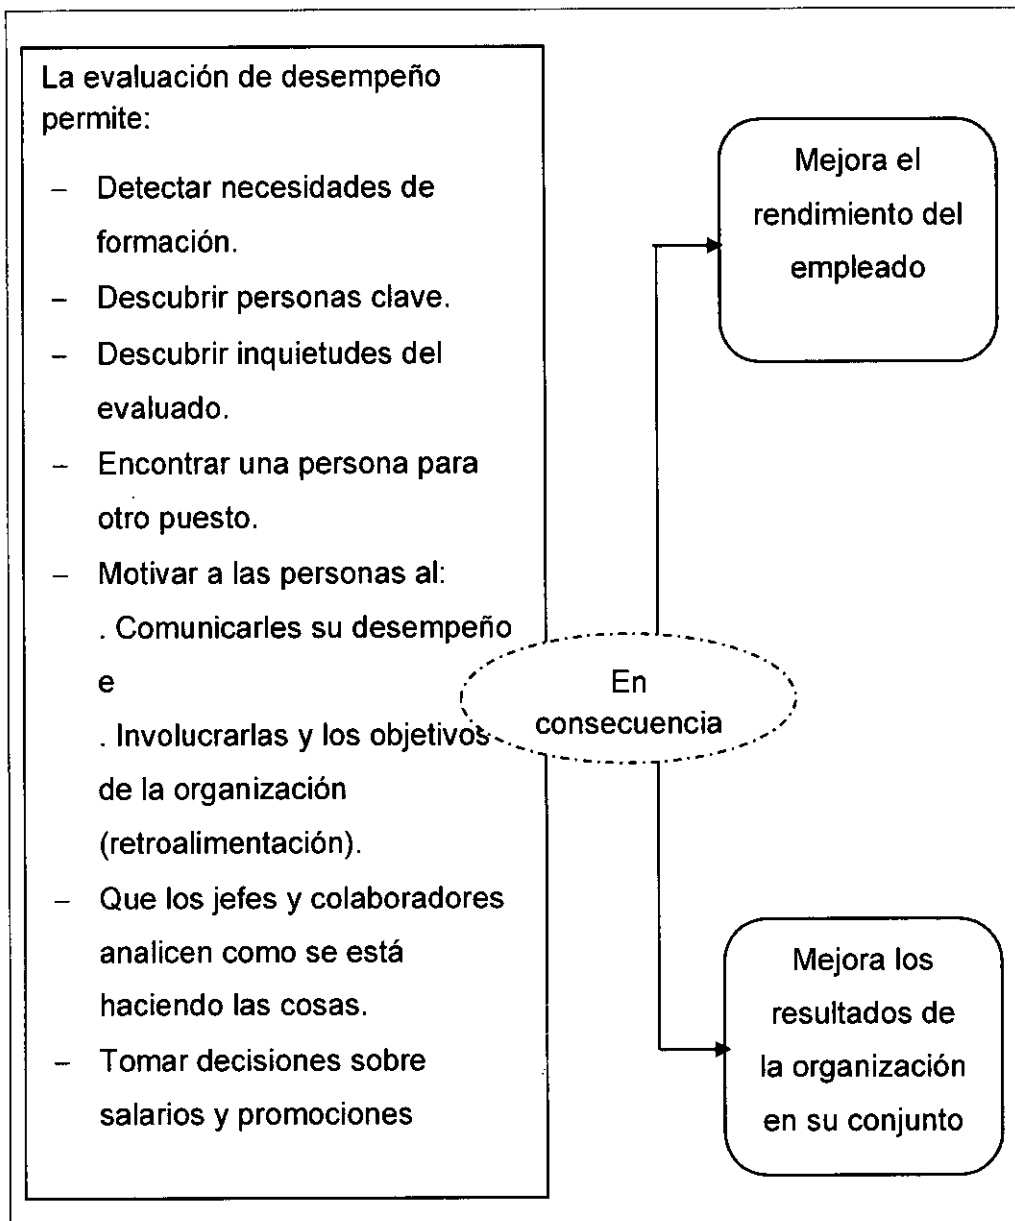 La evaluación de desempeño
permite:
– Detectar necesidades de
formación.
– Descubrir personas clave.
– Descubrir inquietudes del
evaluado.
– Encontrar una persona para
otro puesto.
– Motivar a las personas al:
. Comunicarles su desempeño
e
. Involucrarlas y los objetivos
de la organización
(retroalimentación).
– Que los jefes y colaboradores
analicen como se está
haciendo las cosas.
– Tomar decisiones sobre
salarios y promociones
En
consecuencia
Mejora el
rendimiento del
empleado
Mejora los
resultados de
la organización
en su conjunto